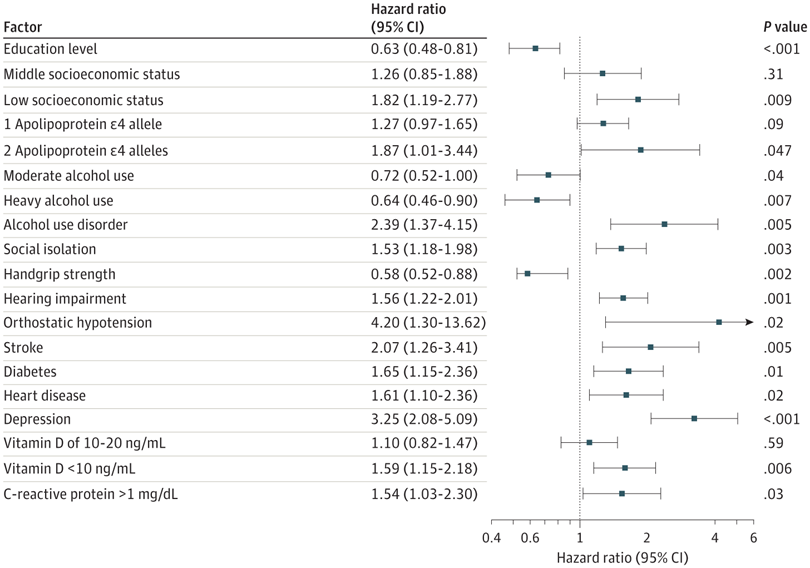 Factor Hazard ratio (95% CI) P value
Education level 0.63 (0.48-0.81) <.001
Middle socioeconomic status 1.26 (0.85-1.88) .31
Low socioeconomic status 1.82 (1.19-2.77) .009
1 Apolipoprotein ε4 allele 1.27 (0.97-1.65) .09
2 Apolipoprotein ε4 alleles 1.87 (1.01-3.44) .047
Moderate alcohol use 0.72 (0.52-1.00) .04
Heavy alcohol use 0.64 (0.46-0.90) .007
Alcohol use disorder 2.39 (1.37-4.15) .005
Social isolation 1.53 (1.18-1.98) .003
Handgrip strength 0.58 (0.52-0.88) .002
Hearing impairment 1.56 (1.22-2.01) .001
Orthostatic hypotension 4.20 (1.30-13.62) .02
Stroke 2.07 (1.26-3.41) .005
Diabetes 1.65 (1.15-2.36) .01
Heart disease 1.61 (1.10-2.36) .02
Depression 3.25 (2.08-5.09) <.001
Vitamin D of 10-20 ng/mL 1.10 (0.82-1.47) .59
Vitamin D <10 ng/mL 1.59 (1.15-2.18) .006
C-reactive protein >1 mg/dL 1.54 (1.03-2.30) .03
0.4 0.6 1 2 4 6
Hazard ratio (95% CI)